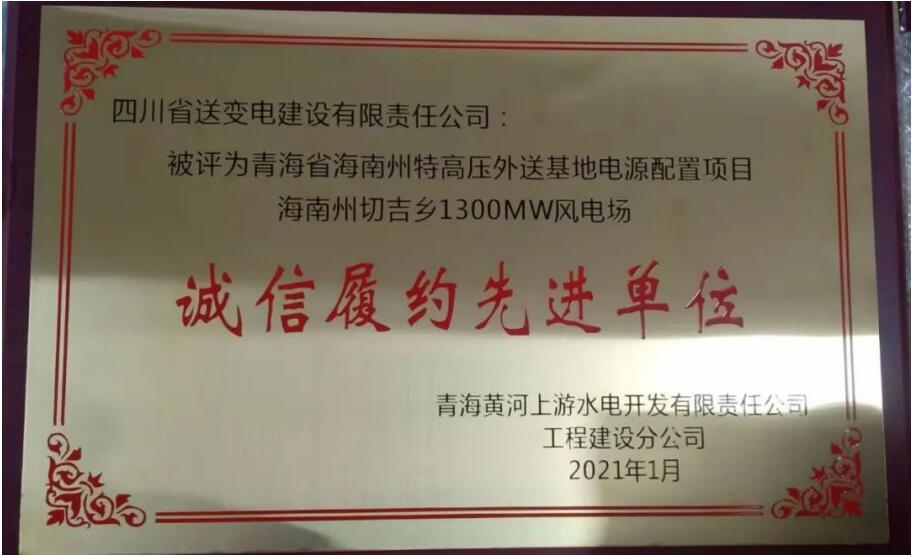 四川省送变电建设有限责任公司：
被评为青海省海南州特高压外送基地电源配置项目
海南州切吉乡1300MW风电场
诚信履约先进单位
青海黄河上游水电开发有限责任公司
工程建设分公司
2021年1月